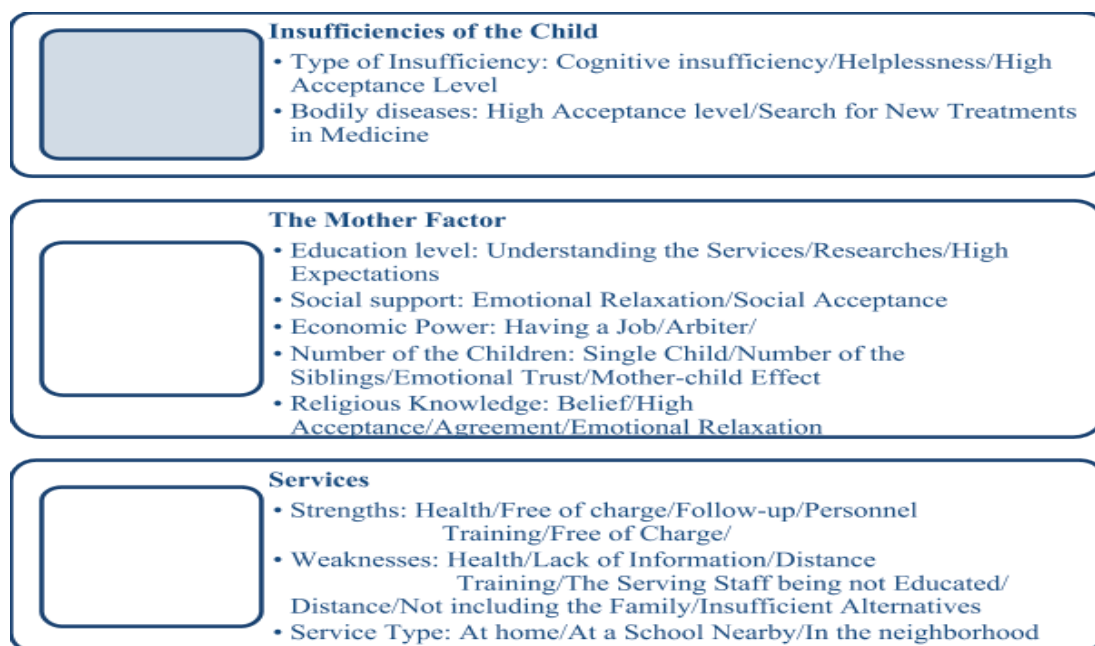 Insufficiencies of the Child
• Type of Insufficiency: Cognitive insufficiency/Helplessness/High
Acceptance Level
• Bodily diseases: High Acceptance level/Search for New Treatments
in Medicine
The Mother Factor
• Education level: Understanding the Services/Researches/High
Expectations
• Social support: Emotional Relaxation/Social Acceptance
• Economic Power: Having a Job/Arbiter/
• Number of the Children: Single Child/Number of the
Siblings/Emotional Trust/Mother-child Effect
• Religious Knowledge: Belief/High
Acceptance/Agreement/Emotional Relaxation
Services
• Strengths: Health/Free of charge/Follow-up/Personnel
Training/Free of Charge/
• Weaknesses: Health/Lack of Information/Distance
Training/The Serving Staff being not Educated/
Distance/Not including the Family/Insufficient Alternatives
• Service Type: At home/At a School Nearby/In the neighborhood